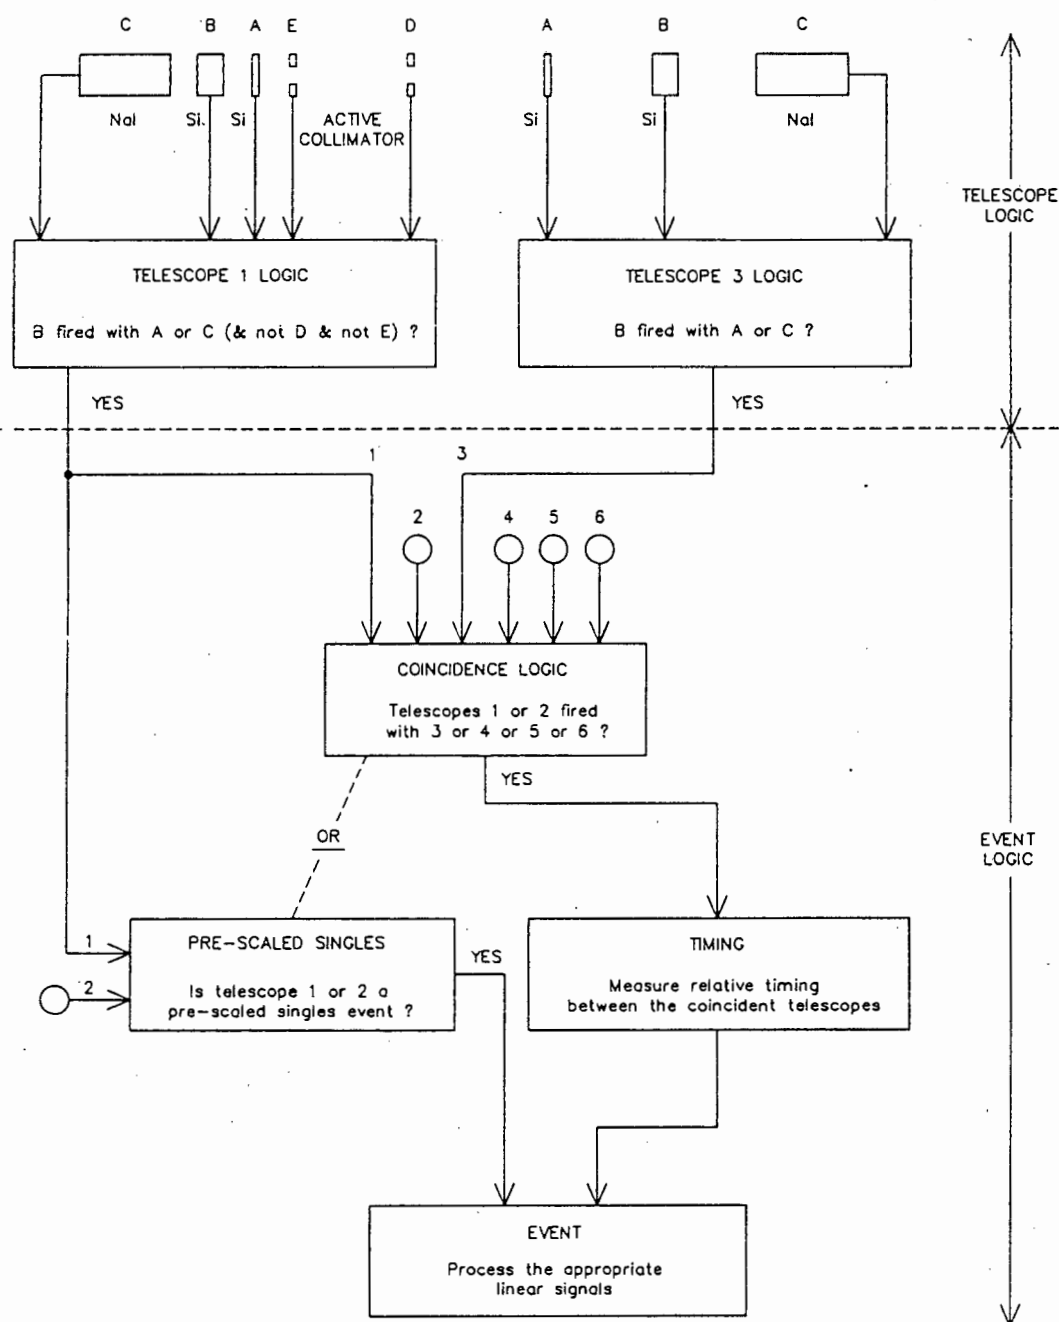 C B A E D A B C
NaI Si. Si ACTIVE COLLIMATOR Si Si NaI
TELESCOPE LOGIC
TELESCOPE 1 LOGIC
B fired with A or C (& not D & not E) ?
TELESCOPE 3 LOGIC
B fired with A or C ?
YES
YES
1
3
2
4
5
6
COINCIDENCE LOGIC
Telescopes 1 or 2 fired
with 3 or 4 or 5 or 6 ?
YES
OR
EVENT
LOGIC
1
2
PRE-SCALED SINGLES
Is telescope 1 or 2 a
pre-scaled singles event ?
YES
TIMING
Measure relative timing
between the coincident telescopes
EVENT
Process the appropriate
linear signals